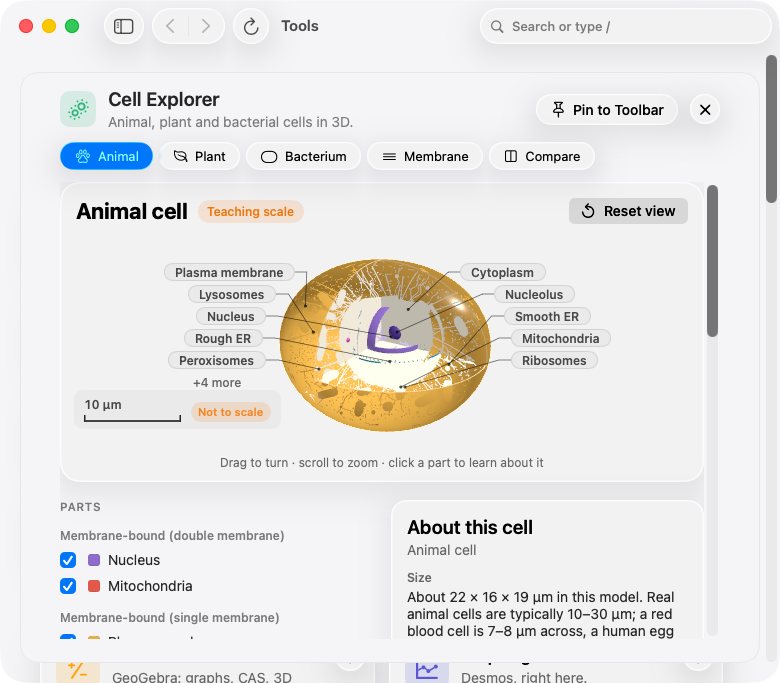 Tools
Search or type /
Cell Explorer
Animal, plant and bacterial cells in 3D.
Pin to Toolbar
Animal
Plant
Bacterium
Membrane
Compare
Animal cell
Teaching scale
Reset view
Plasma membrane
Lysosomes
Nucleus
Rough ER
Peroxisomes
+4 more
Cytoplasm
Nucleolus
Smooth ER
Mitochondria
Ribosomes
10 µm
Not to scale
Drag to turn · scroll to zoom · click a part to learn about it
PARTS
Membrane-bound (double membrane)
Nucleus
Mitochondria
Membrane-bound (single membrane)
About this cell
Animal cell
Size
About 22 × 16 × 19 µm in this model. Real
animal cells are typically 10–30 µm; a red
blood cell is 7–8 µm across, a human egg
GeoGebra: graphs, CAS, 3D
Desmos, right here.